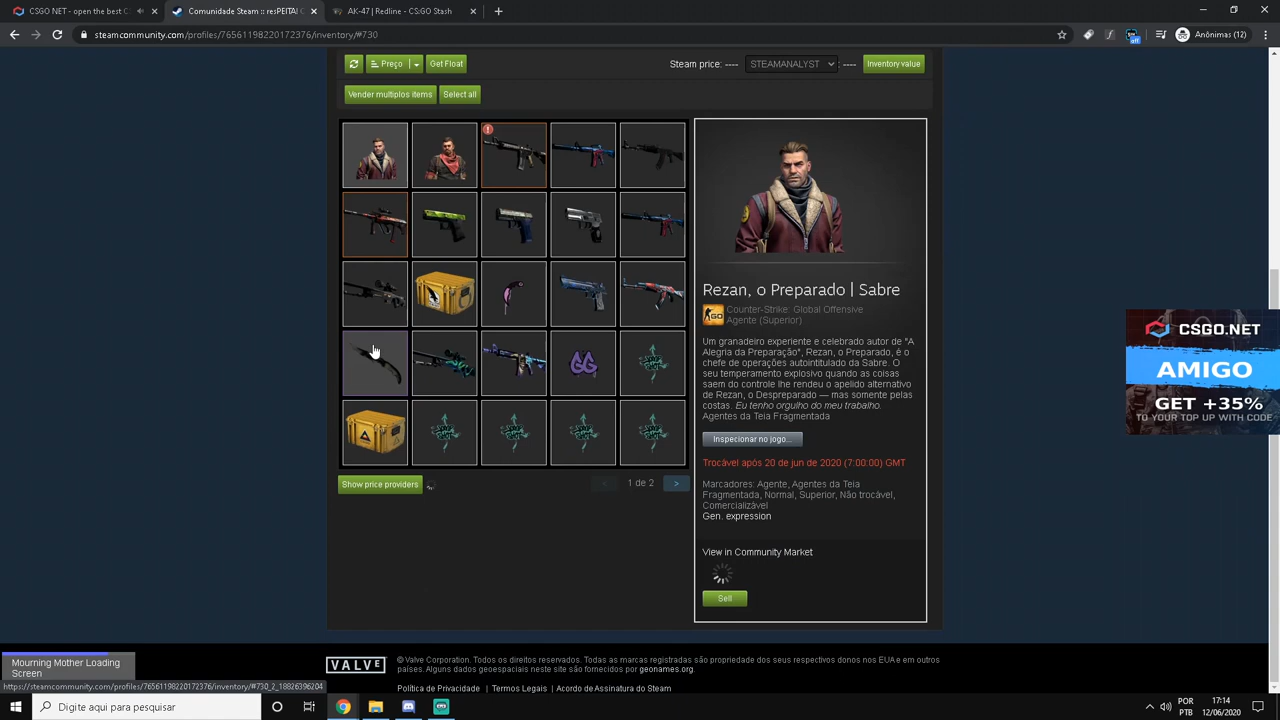 CSGO NET - open the best C
Comunidade Steam :: resPEITA! C
AK-47 | Redline - CSGO Stash
steamcommunity.com/profiles/76561198220172376/inventory/#730
Anônimas (12)
off
Preço
Get Float
Steam price: ----
STEAMANALYST
----
Inventory value
Vender multiplos items
Select all
Rezan, o Preparado | Sabre
Counter-Strike: Global Offensive
Agente (Superior)
Um granadeiro experiente e celebrado autor de "A
Alegria da Preparação", Rezan, o Preparado, é o
chefe de operações autointitulado da Sabre. O
seu temperamento explosivo quando as coisas
saem do controle lhe rendeu o apelido alternativo
de Rezan, o Despreparado — mas somente pelas
costas. Eu tenho orgulho do meu trabalho.
Agentes da Teia Fragmentada
Inspecionar no jogo...
Trocável após 20 de jun de 2020 (7:00:00) GMT
Marcadores: Agente, Agentes da Teia
Fragmentada, Normal, Superior, Não trocável,
Comercializável
Gen. expression
View in Community Market
Sell
Show price providers
1 de 2
CSGO.NET
AMIGO
GET +35%
TO YOUR TOP UP WITH CODE
Mourning Mother Loading
Screen
VALVE
© Valve Corporation. Todos os direitos reservados. Todas as marcas registradas são propriedade dos seus respectivos donos nos EUA e em outros
países. Alguns dados geoespaciais neste site são fornecidos por geonames.org.
Política de Privacidade | Termos Legais | Acordo de Assinatura do Steam
https://steamcommunity.com/profiles/76561198220172376/inventory/#730_2_18826396204
Digite aqui para pesquisar
POR
PTB
17:14
12/06/2020